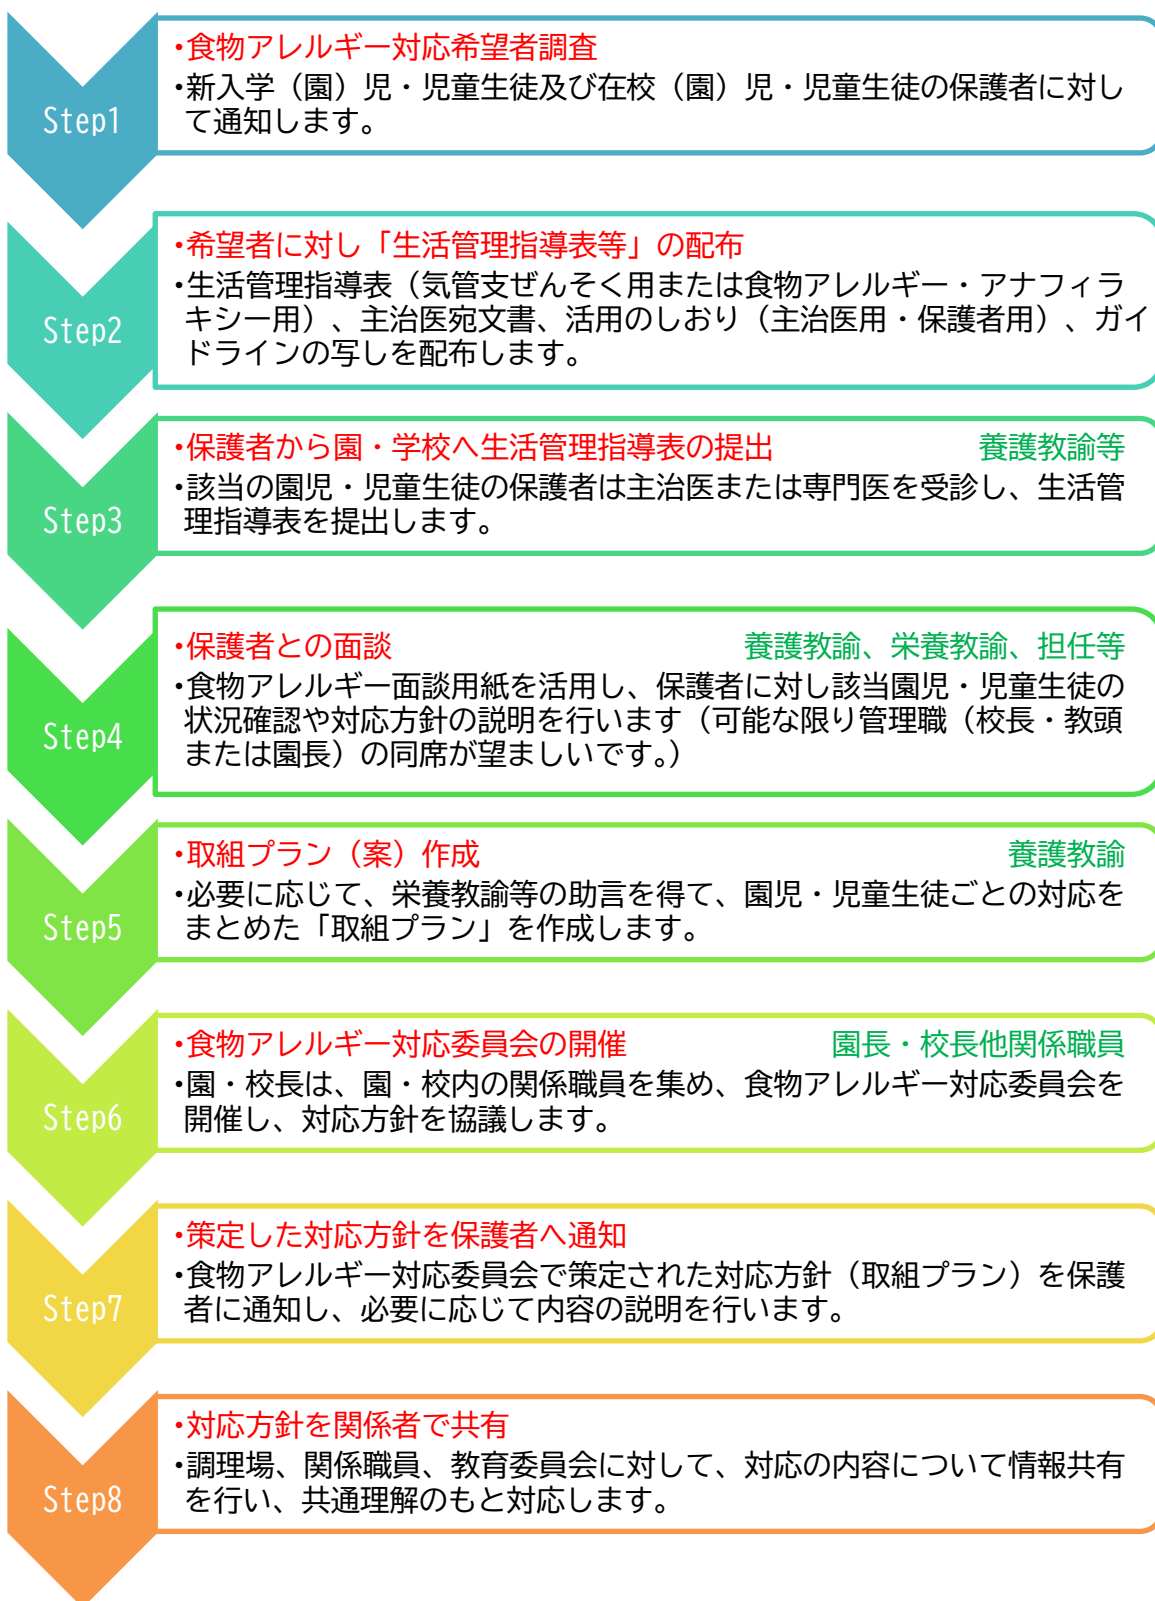 Step1
・食物アレルギー対応希望者調査
・新入学（園）児・児童生徒及び在校（園）児・児童生徒の保護者に対し
て通知します。
Step2
・希望者に対し「生活管理指導表等」の配布
・生活管理指導表（気管支ぜんそく用または食物アレルギー・アナフィラ
キシー用）、主治医宛文書、活用のしおり（主治医用・保護者用）、ガイ
ドラインの写しを配布します。
Step3
・保護者から園・学校へ生活管理指導表の提出 養護教諭等
・該当の園児・児童生徒の保護者は主治医または専門医を受診し、生活管
理指導表を提出します。
Step4
・保護者との面談 養護教諭、栄養教諭、担任等
・食物アレルギー面談用紙を活用し、保護者に対し該当園児・児童生徒の
状況確認や対応方針の説明を行います（可能な限り管理職（校長・教頭
または園長）の同席が望ましいです。）
Step5
・取組プラン（案）作成 養護教諭
・必要に応じて、栄養教諭等の助言を得て、園児・児童生徒ごとの対応を
まとめた「取組プラン」を作成します。
Step6
・食物アレルギー対応委員会の開催 園長・校長他関係職員
・園・校長は、園・校内の関係職員を集め、食物アレルギー対応委員会を
開催し、対応方針を協議します。
Step7
・策定した対応方針を保護者へ通知
・食物アレルギー対応委員会で策定された対応方針（取組プラン）を保護
者に通知し、必要に応じて内容の説明を行います。
Step8
・対応方針を関係者で共有
・調理場、関係職員、教育委員会に対して、対応の内容について情報共有
を行い、共通理解のもと対応します。